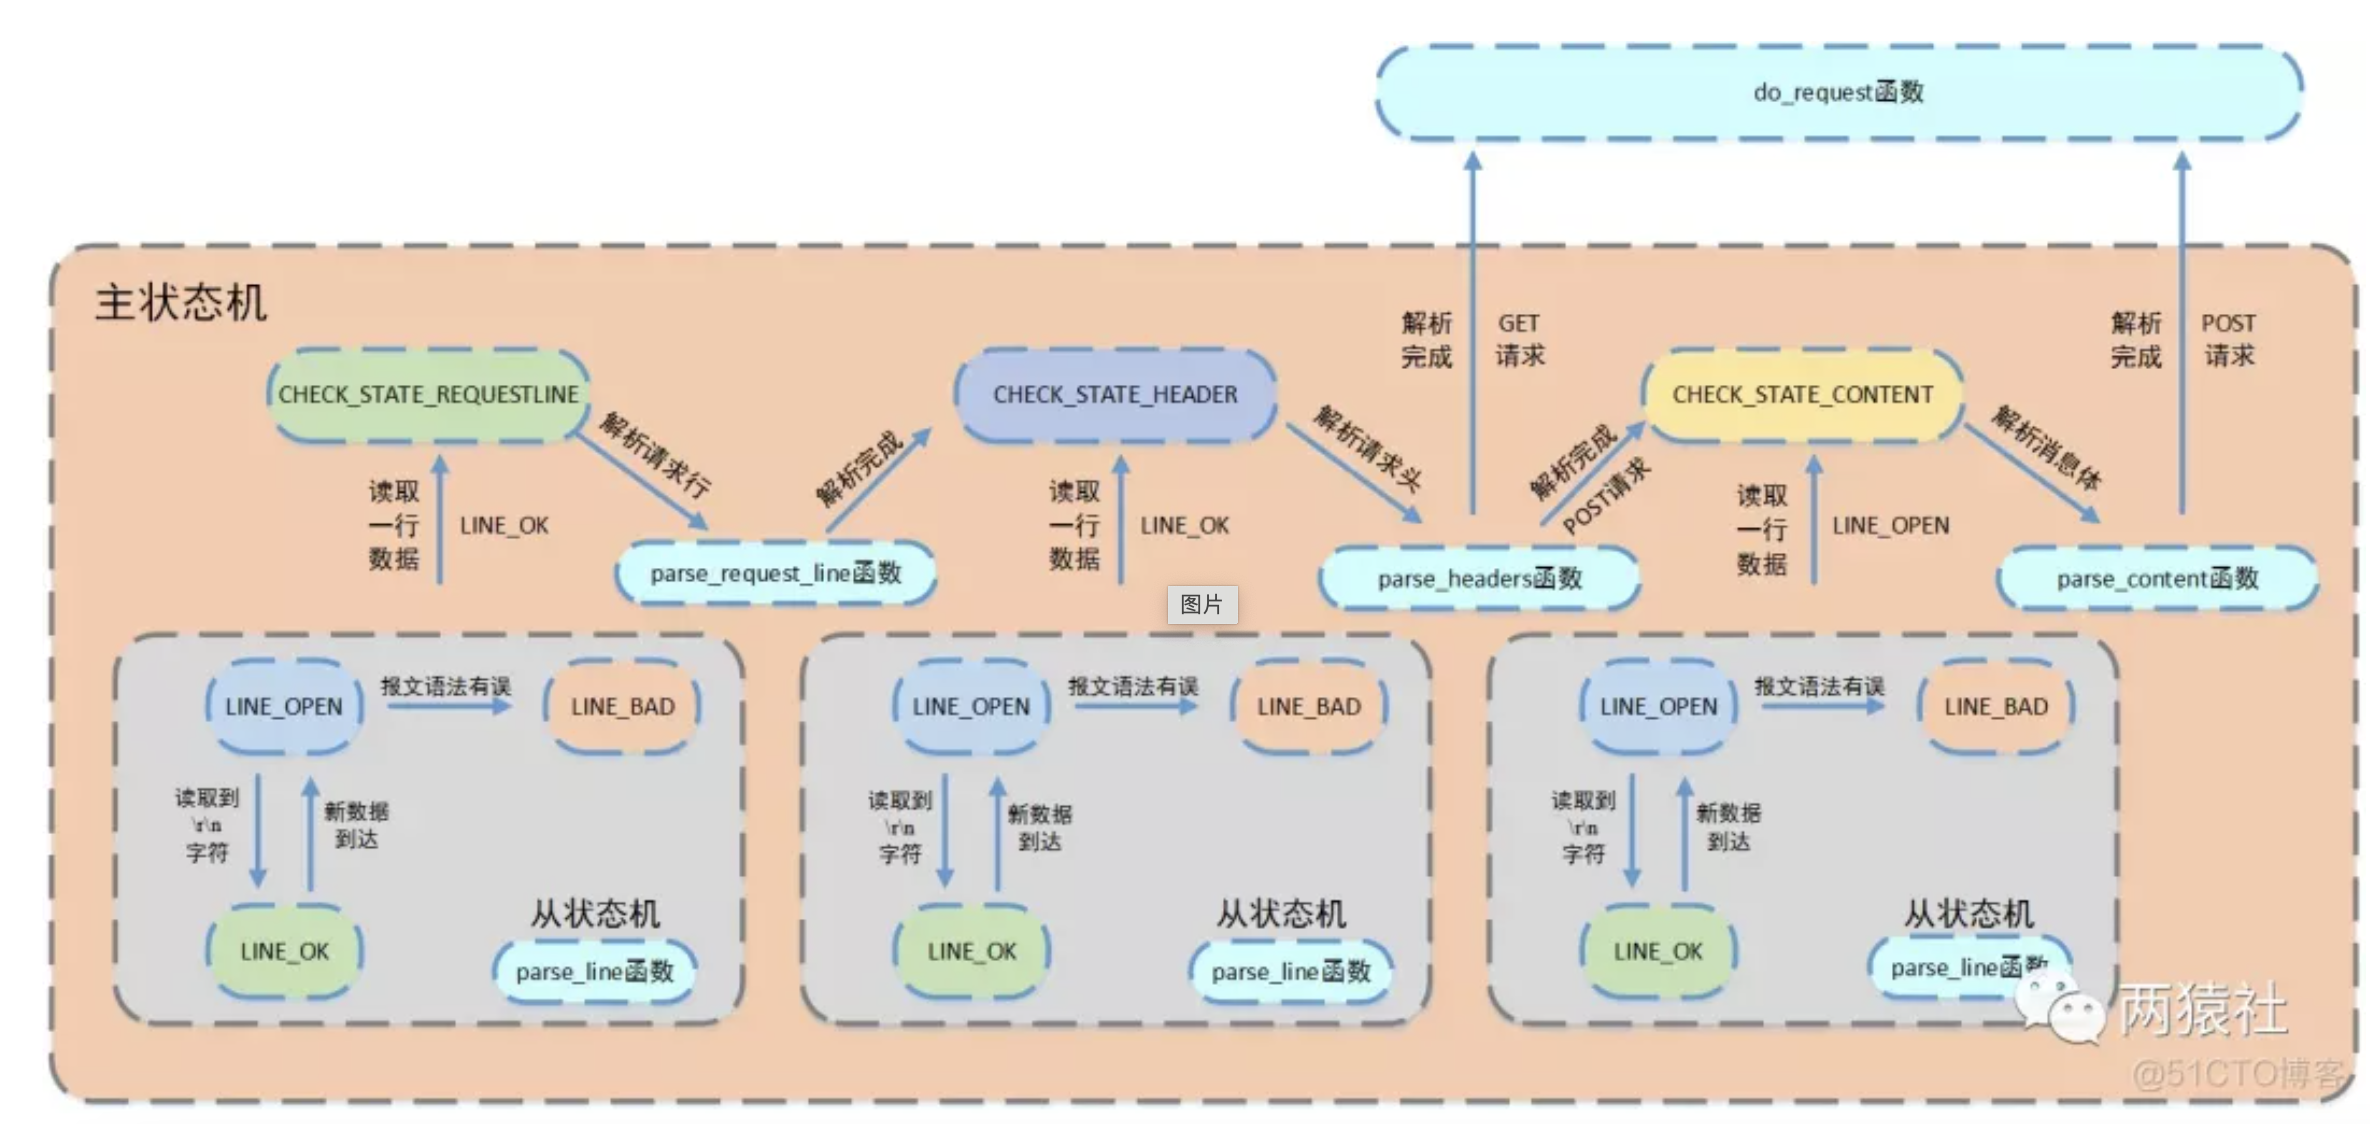 do_request函数
主状态机
解析
完成
GET
请求
解析
完成
POST
请求
CHECK_STATE_REQUESTLINE
CHECK_STATE_HEADER
CHECK_STATE_CONTENT
解析请求行
解析完成
解析请求头
解析完成
POST请求
解析消息体
读取
一行
数据
LINE_OK
读取
一行
数据
LINE_OK
读取
一行
数据
LINE_OPEN
parse_request_line函数
parse_headers函数
parse_content函数
图片
LINE_OPEN
报文语法有误
LINE_BAD
读取到
\r\n
字符
新数据
到达
LINE_OK
从状态机
parse_line函数
LINE_OPEN
报文语法有误
LINE_BAD
读取到
\r\n
字符
新数据
到达
LINE_OK
从状态机
parse_line函数
LINE_OPEN
报文语法有误
LINE_BAD
读取到
\r\n
字符
新数据
到达
LINE_OK
从状态机
parse_line函数
两猿社
@51CTO博客